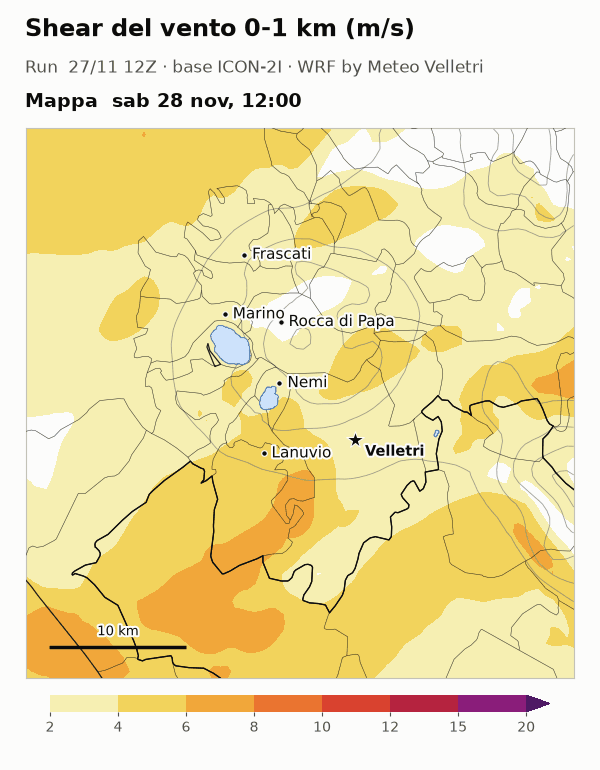 Shear del vento 0-1 km (m/s)
Run  27/11 12Z · base ICON-2I · WRF by Meteo Velletri
Mappa  sab 28 nov, 12:00
Frascati
Marino
Rocca di Papa
Nemi
Velletri
Lanuvio
10 km
2 4 6 8 10 12 15 20